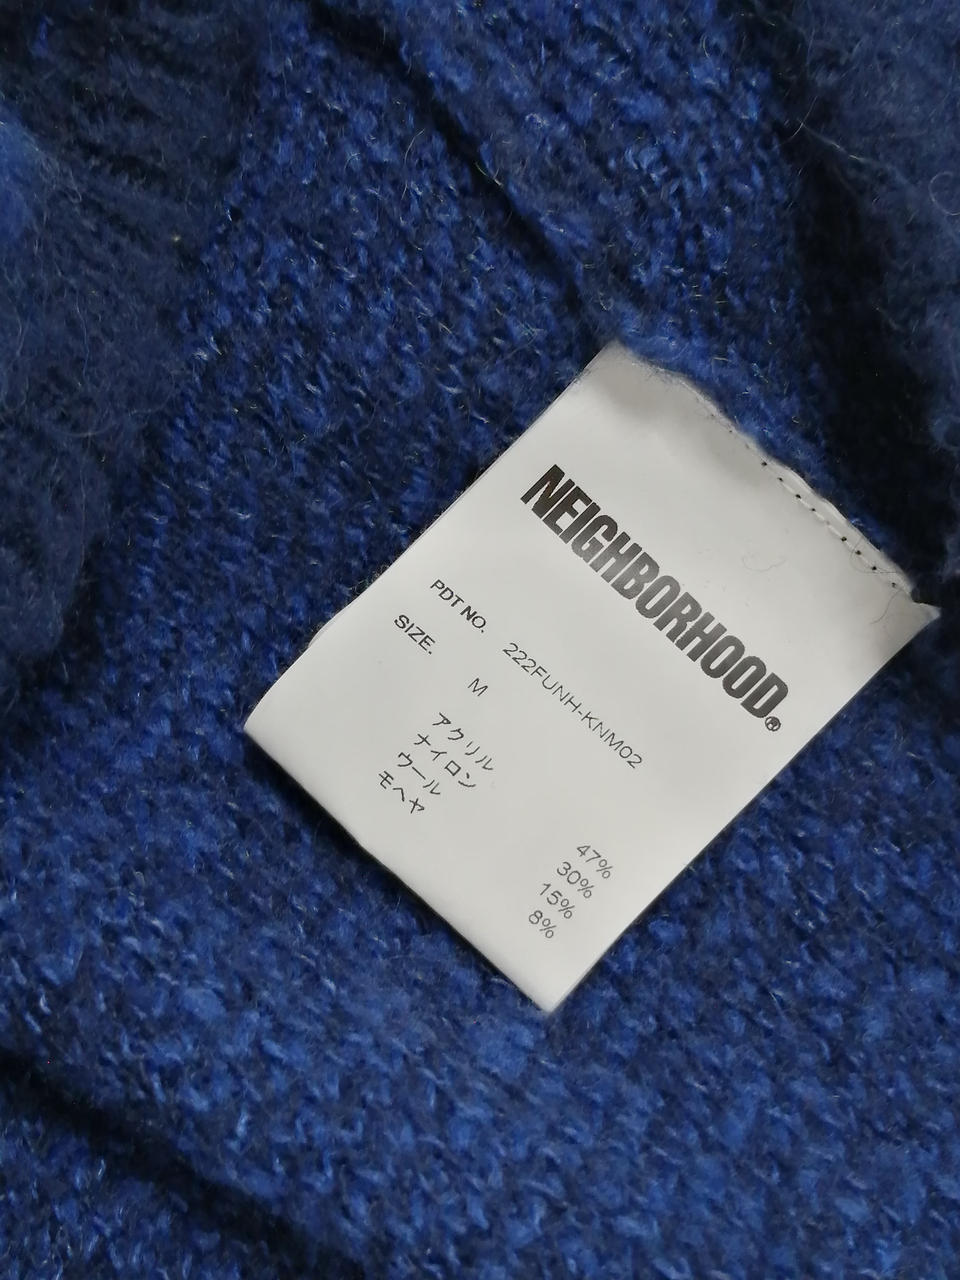 NEIGHBORHOOD®
PDT NO. 222FUNH-KNM02
SIZE. M
アクリル 47%
ナイロン 30%
ウール 15%
モヘヤ 8%